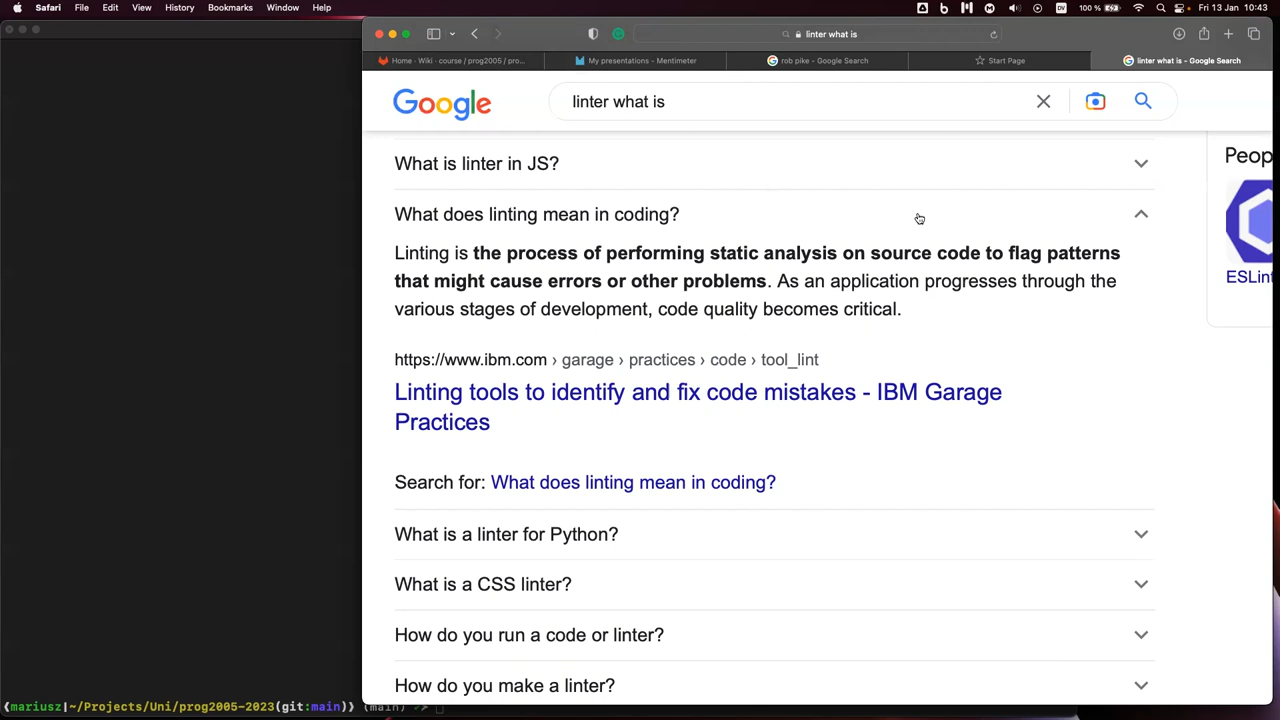 Safari File Edit View History Bookmarks Window Help
DV 100 % Fri 13 Jan 10:43
linter what is
Home · Wiki · course / prog2005 / pro...
My presentations - Mentimeter
rob pike - Google Search
Start Page
linter what is - Google Search
Google
linter what is
What is linter in JS?
What does linting mean in coding?
Linting is the process of performing static analysis on source code to flag patterns
that might cause errors or other problems. As an application progresses through the
various stages of development, code quality becomes critical.
https://www.ibm.com › garage › practices › code › tool_lint
Linting tools to identify and fix code mistakes - IBM Garage
Practices
Search for: What does linting mean in coding?
What is a linter for Python?
What is a CSS linter?
How do you run a code or linter?
How do you make a linter?
Peop
ESLint
(mariusz|~/Projects/Uni/prog2005-2023(git:main)) (main)